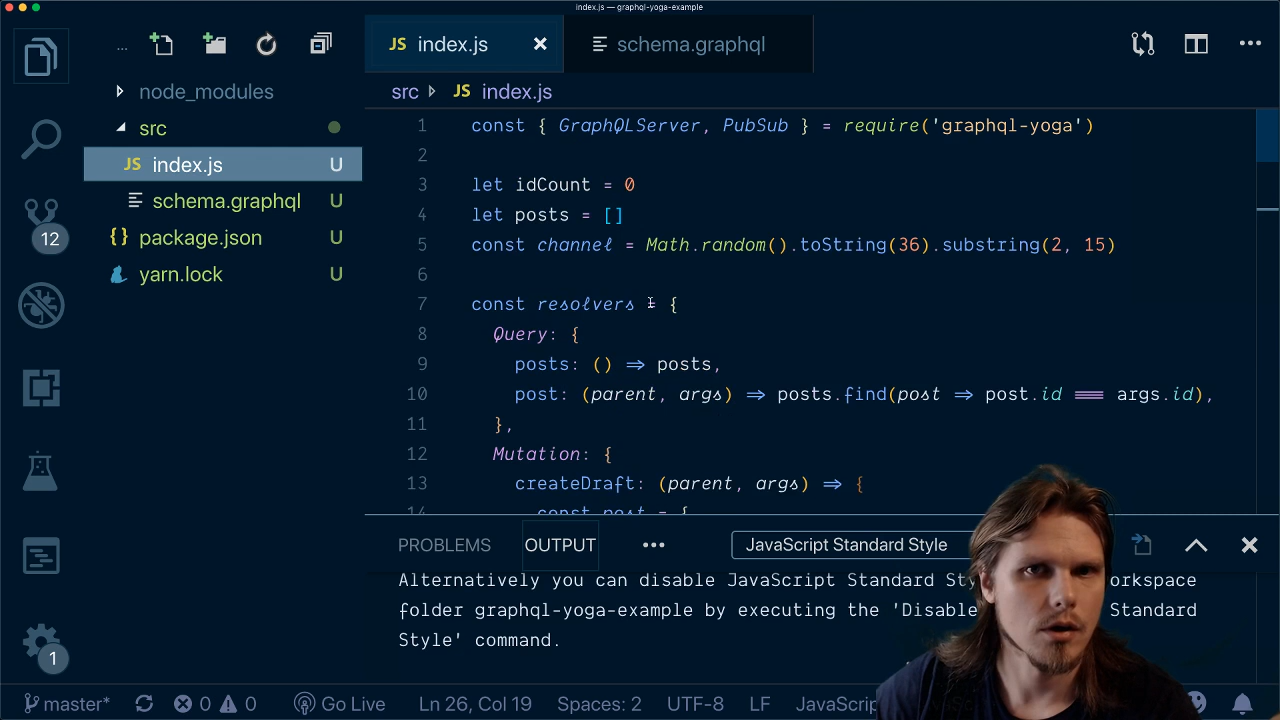 index.js — graphql-yoga-example
...
JS index.js
schema.graphql
node_modules
src
JS index.js U
schema.graphql U
{} package.json U
yarn.lock U
12
1
src JS index.js
1 const { GraphQLServer, PubSub } = require('graphql-yoga')
2
3 let idCount = 0
4 let posts = []
5 const channel = Math.random().toString(36).substring(2, 15)
6
7 const resolvers = {
8 Query: {
9 posts: () => posts,
10 post: (parent, args) => posts.find(post => post.id === args.id),
11 },
12 Mutation: {
13 createDraft: (parent, args) => {
14 const post = {
PROBLEMS OUTPUT ... JavaScript Standard Style
Alternatively you can disable JavaScript Standard orkspace
folder graphql-yoga-example by executing the 'Disable Standard
Style' command.
master* 0 0 Go Live Ln 26, Col 19 Spaces: 2 UTF-8 LF